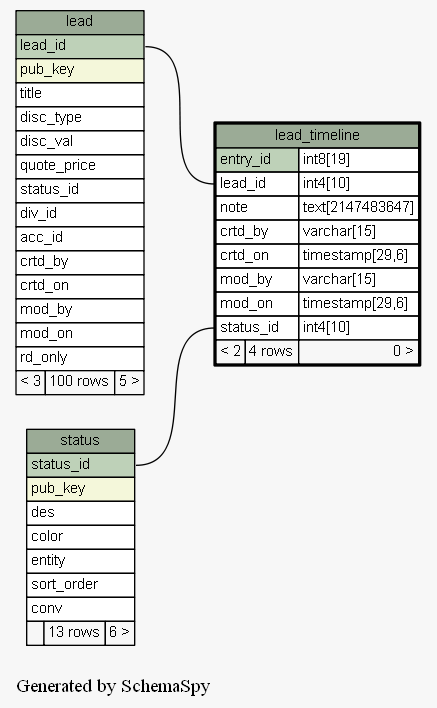 lead
lead_id
pub_key
title
disc_type
disc_val
quote_price
status_id
div_id
acc_id
crtd_by
crtd_on
mod_by
mod_on
rd_only
< 3 100 rows 5 >
lead_timeline
entry_id int8[19]
lead_id int4[10]
note text[2147483647]
crtd_by varchar[15]
crtd_on timestamp[29,6]
mod_by varchar[15]
mod_on timestamp[29,6]
status_id int4[10]
< 2 4 rows 0 >
status
status_id
pub_key
des
color
entity
sort_order
conv
13 rows 6 >
Generated by SchemaSpy